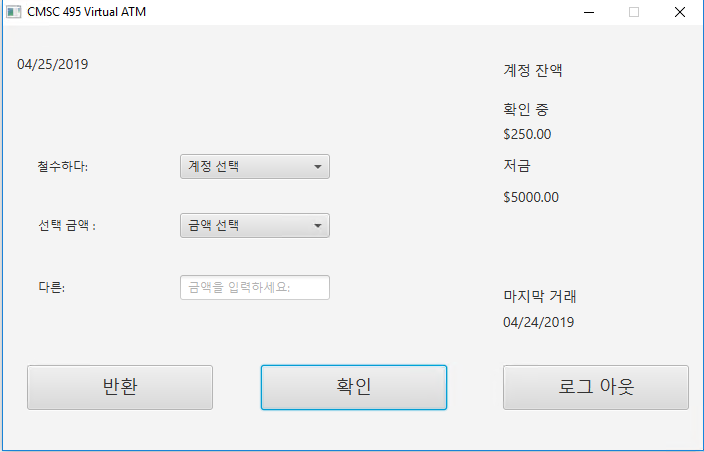 CMSC 495 Virtual ATM
04/25/2019
계정 잔액
확인 중
$250.00
철수하다:
계정 선택
저금
$5000.00
선택 금액 :
금액 선택
다른:
금액을 입력하세요:
마지막 거래
04/24/2019
반환
확인
로그 아웃